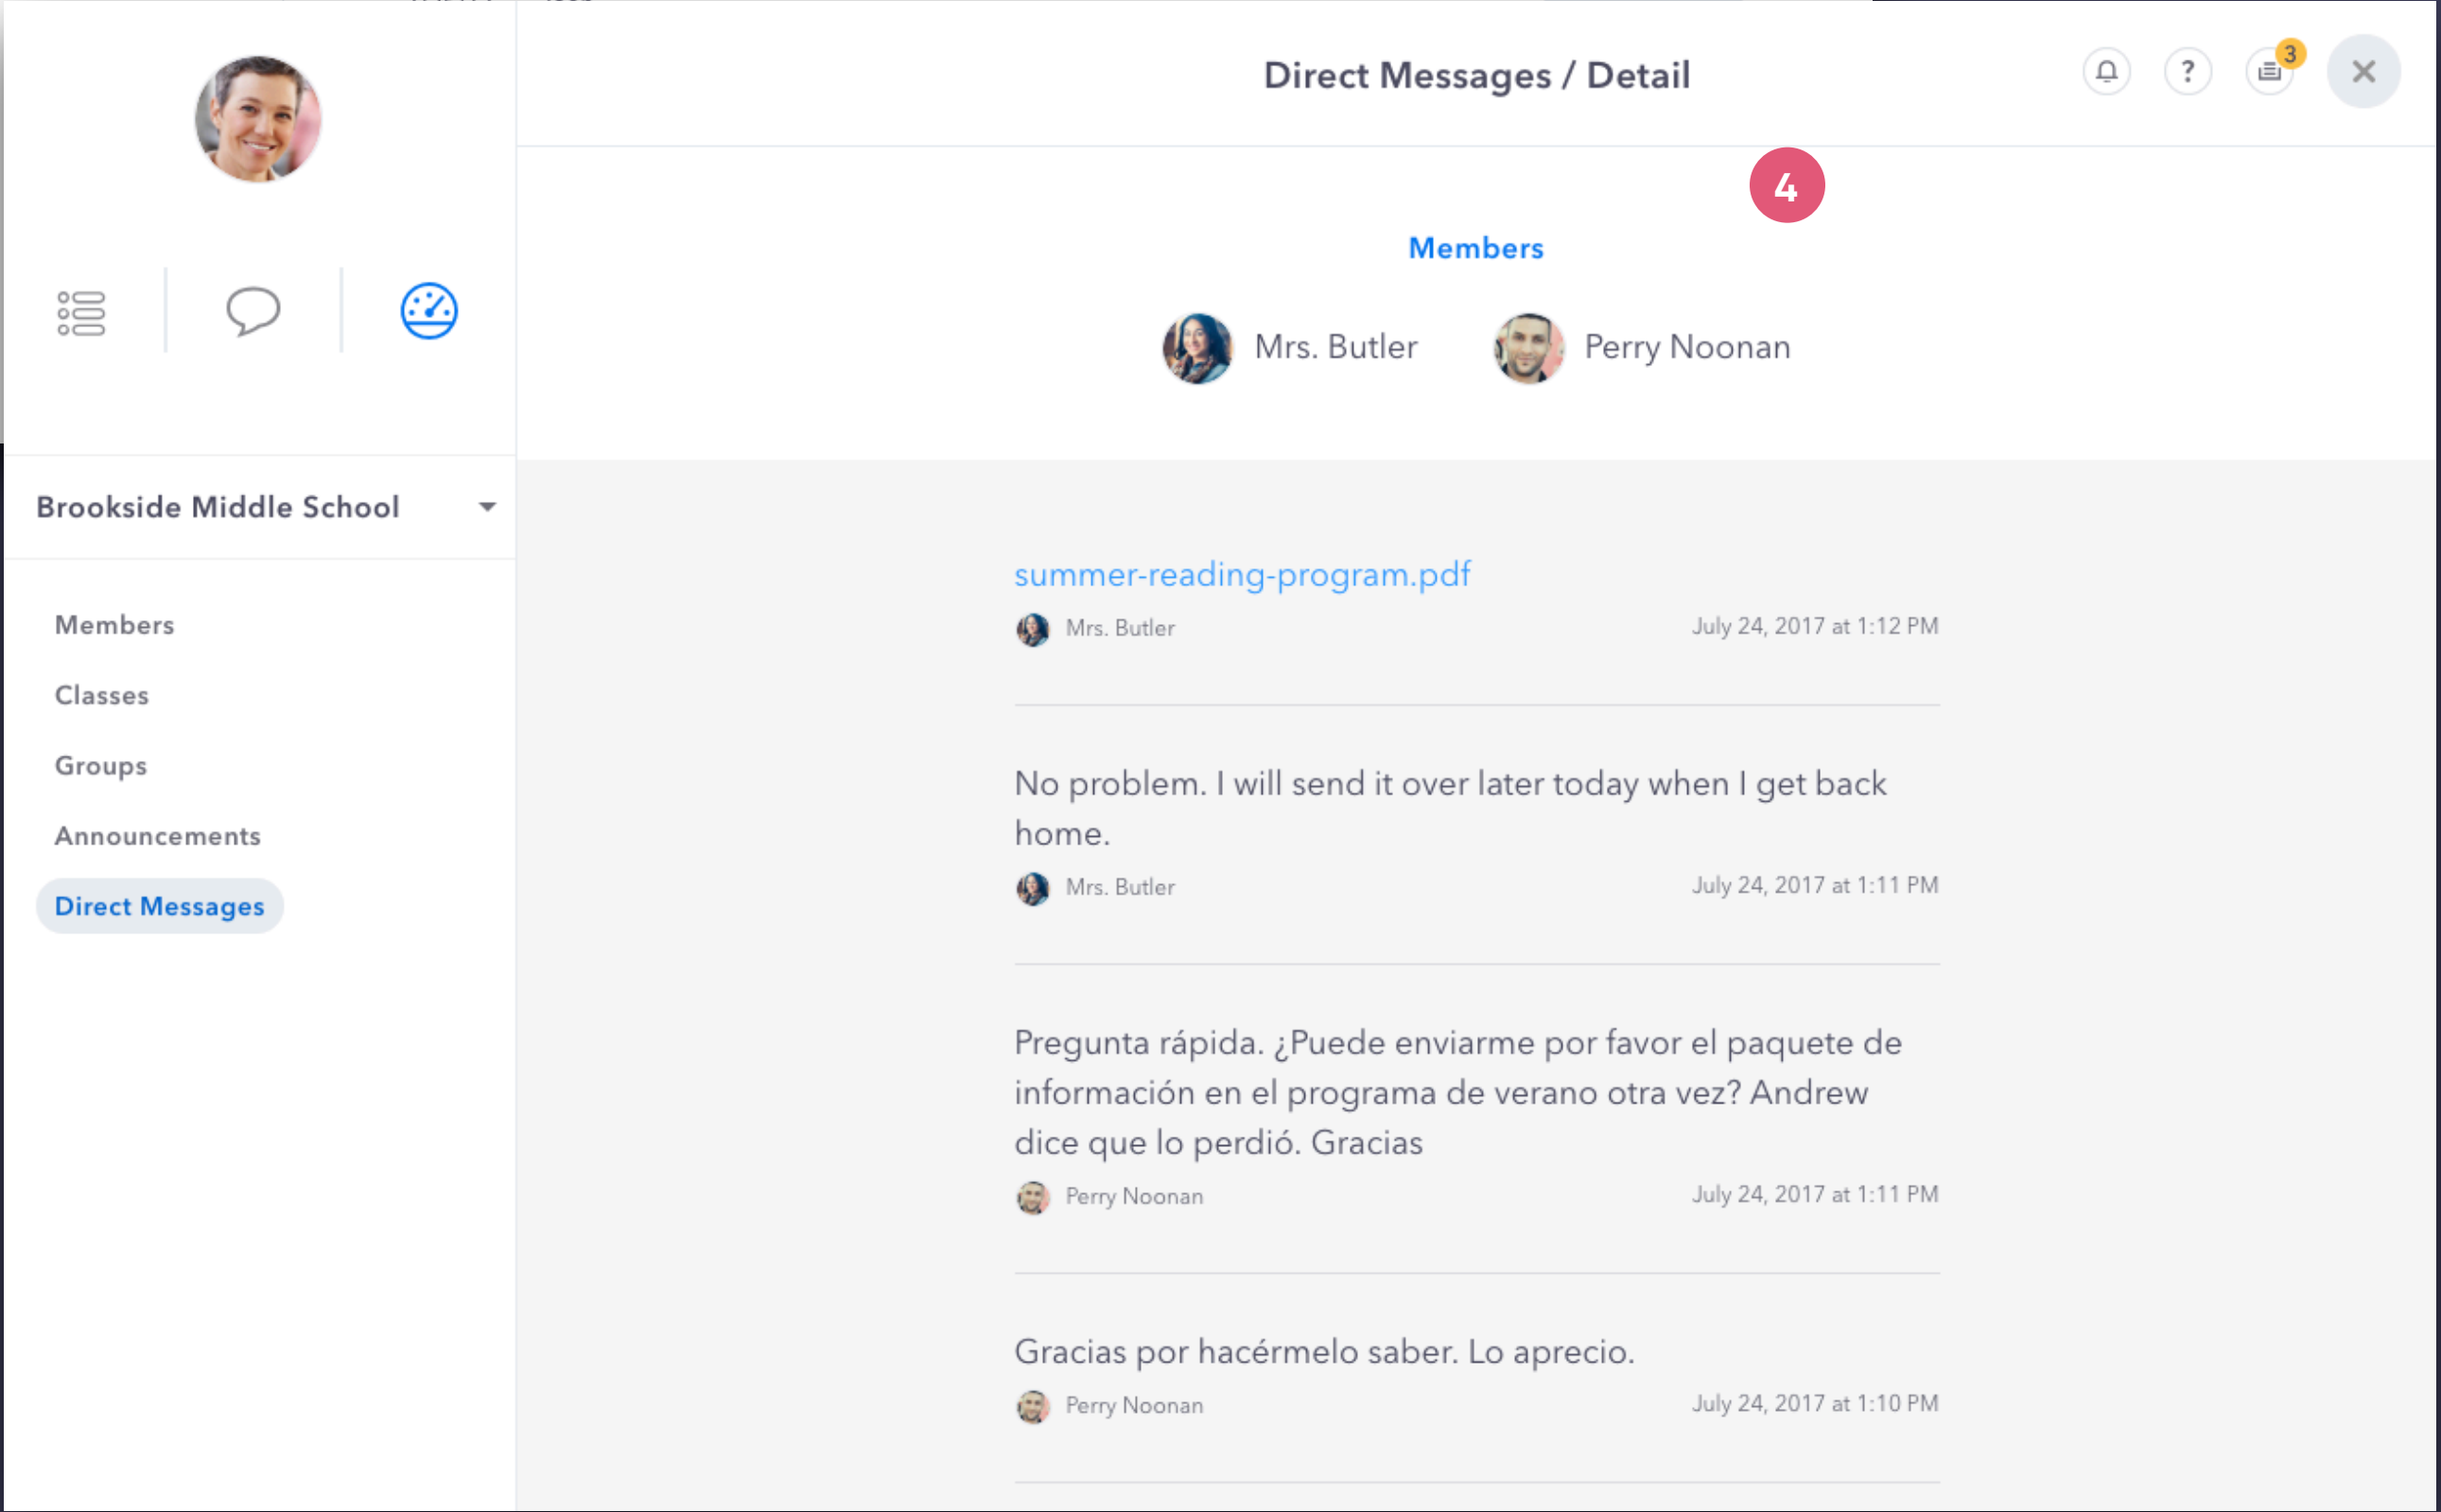 Direct Messages / Detail
?
3
4
Members
Mrs. Butler
Perry Noonan
Brookside Middle School
Members
Classes
Groups
Announcements
Direct Messages
summer-reading-program.pdf
Mrs. Butler
July 24, 2017 at 1:12 PM
No problem. I will send it over later today when I get back
home.
Mrs. Butler
July 24, 2017 at 1:11 PM
Pregunta rápida. ¿Puede enviarme por favor el paquete de
información en el programa de verano otra vez? Andrew
dice que lo perdió. Gracias
Perry Noonan
July 24, 2017 at 1:11 PM
Gracias por hacérmelo saber. Lo aprecio.
Perry Noonan
July 24, 2017 at 1:10 PM